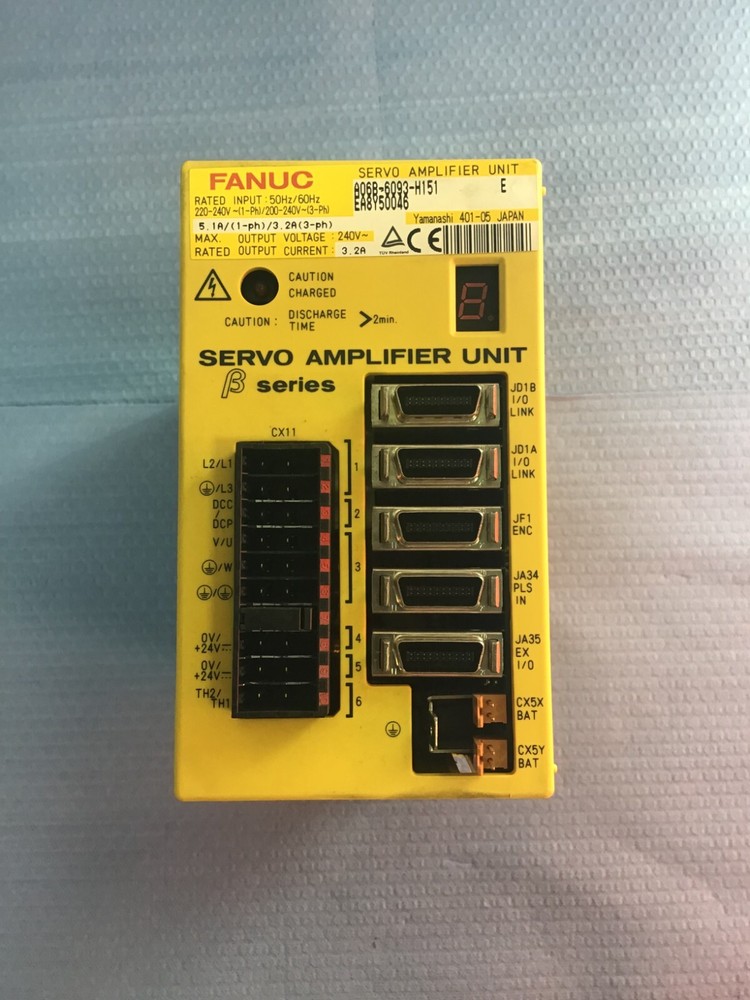 FANUC
SERVO AMPLIFIER UNIT
A06B-6093-H151 E
EA8Y50046
RATED INPUT:50Hz/60Hz
220-240V~(1-Ph)/200-240V~(3-Ph)
5.1A/(1-ph)/3.2A(3-ph)
MAX. OUTPUT VOLTAGE :240V~
RATED OUTPUT CURRENT: 3.2A
Yamanashi 401-05 JAPAN
TÜV Rheinland
CE
CAUTION
CHARGED
CAUTION : DISCHARGE TIME >2min.
8.
SERVO AMPLIFIER UNIT
β series
CX11
L2/L1
/L3
DCC
/
DCP
V/U
/W
/
0V/
+24V
0V/
+24V
TH2/
TH1
1
2
3
4
5
6
JD1B
I/O
LINK
JD1A
I/O
LINK
JF1
ENC
JA34
PLS
IN
JA35
EX
I/O
CX5X
BAT
CX5Y
BAT